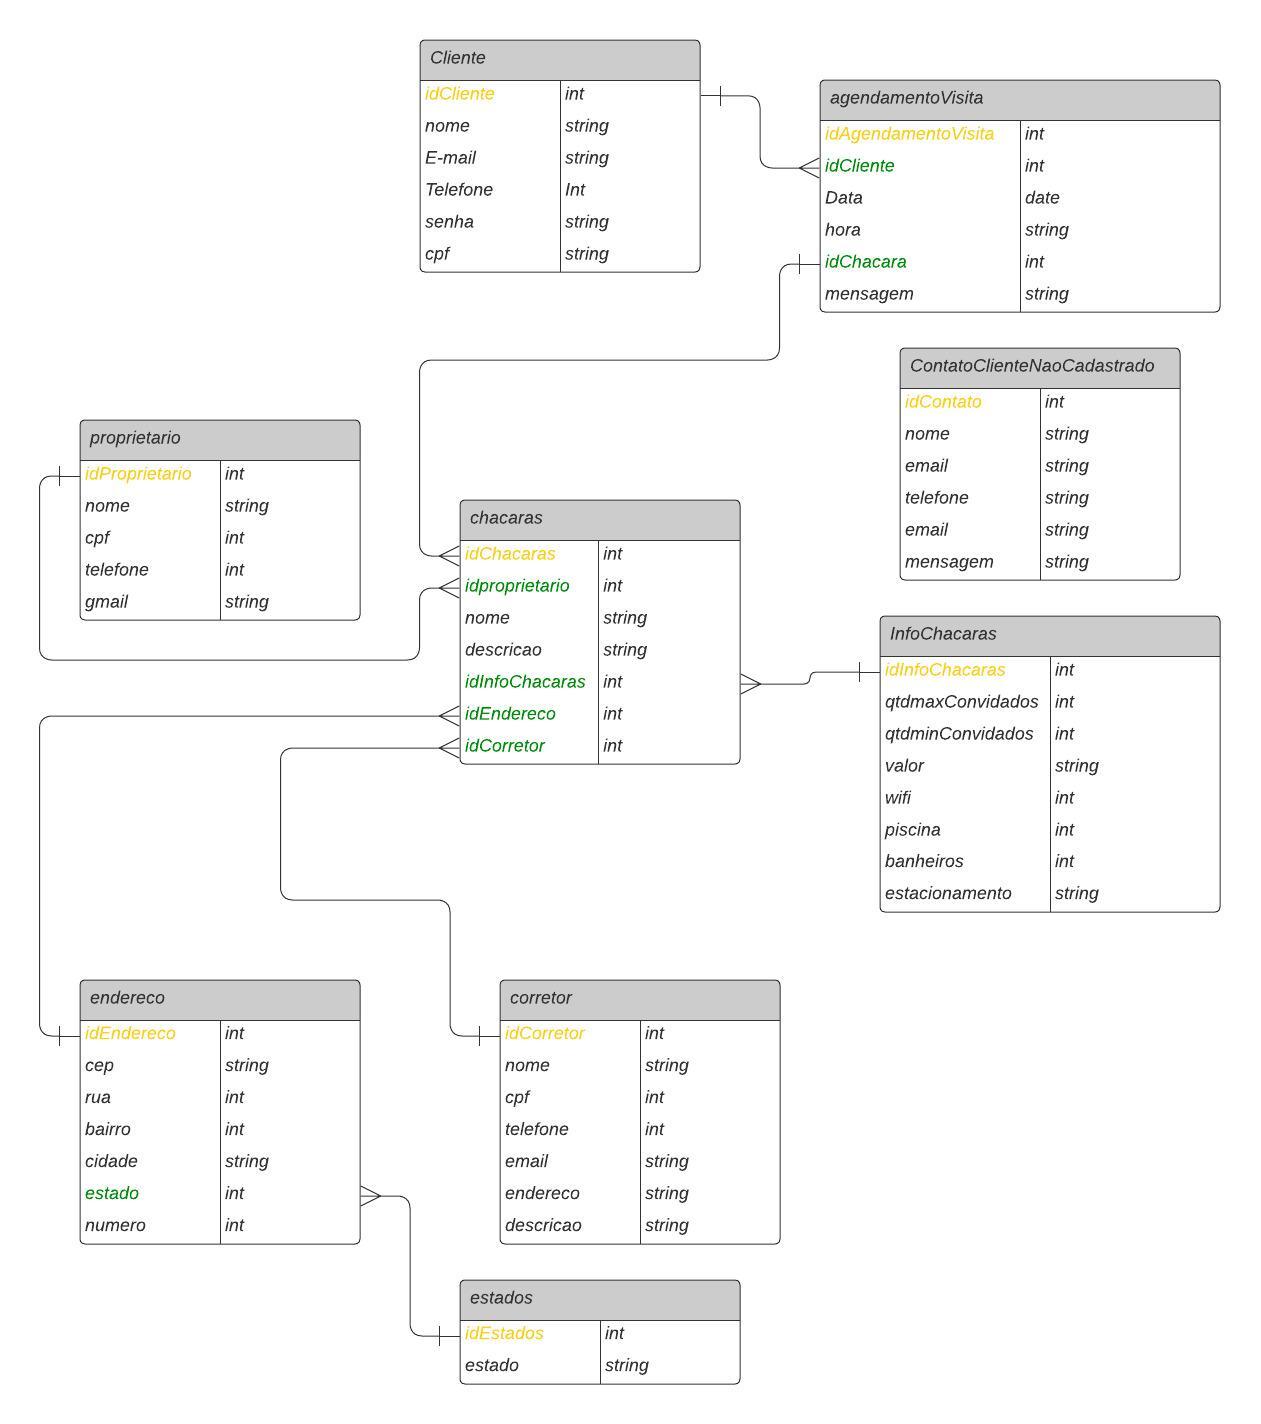 Cliente
idCliente int
nome string
E-mail string
Telefone Int
senha string
cpf string
agendamentoVisita
idAgendamentoVisita int
idCliente int
Data date
hora string
idChacara int
mensagem string
ContatoClienteNaoCadastrado
idContato int
nome string
email string
telefone string
email string
mensagem string
proprietario
idProprietario int
nome string
cpf int
telefone int
gmail string
chacaras
idChacaras int
idproprietario int
nome string
descricao string
idInfoChacaras int
idEndereco int
idCorretor int
InfoChacaras
idInfoChacaras int
qtdmaxConvidados int
qtdminConvidados int
valor string
wifi int
piscina int
banheiros int
estacionamento string
endereco
idEndereco int
cep string
rua int
bairro int
cidade string
estado int
numero int
corretor
idCorretor int
nome string
cpf int
telefone int
email string
endereco string
descricao string
estados
idEstados int
estado string